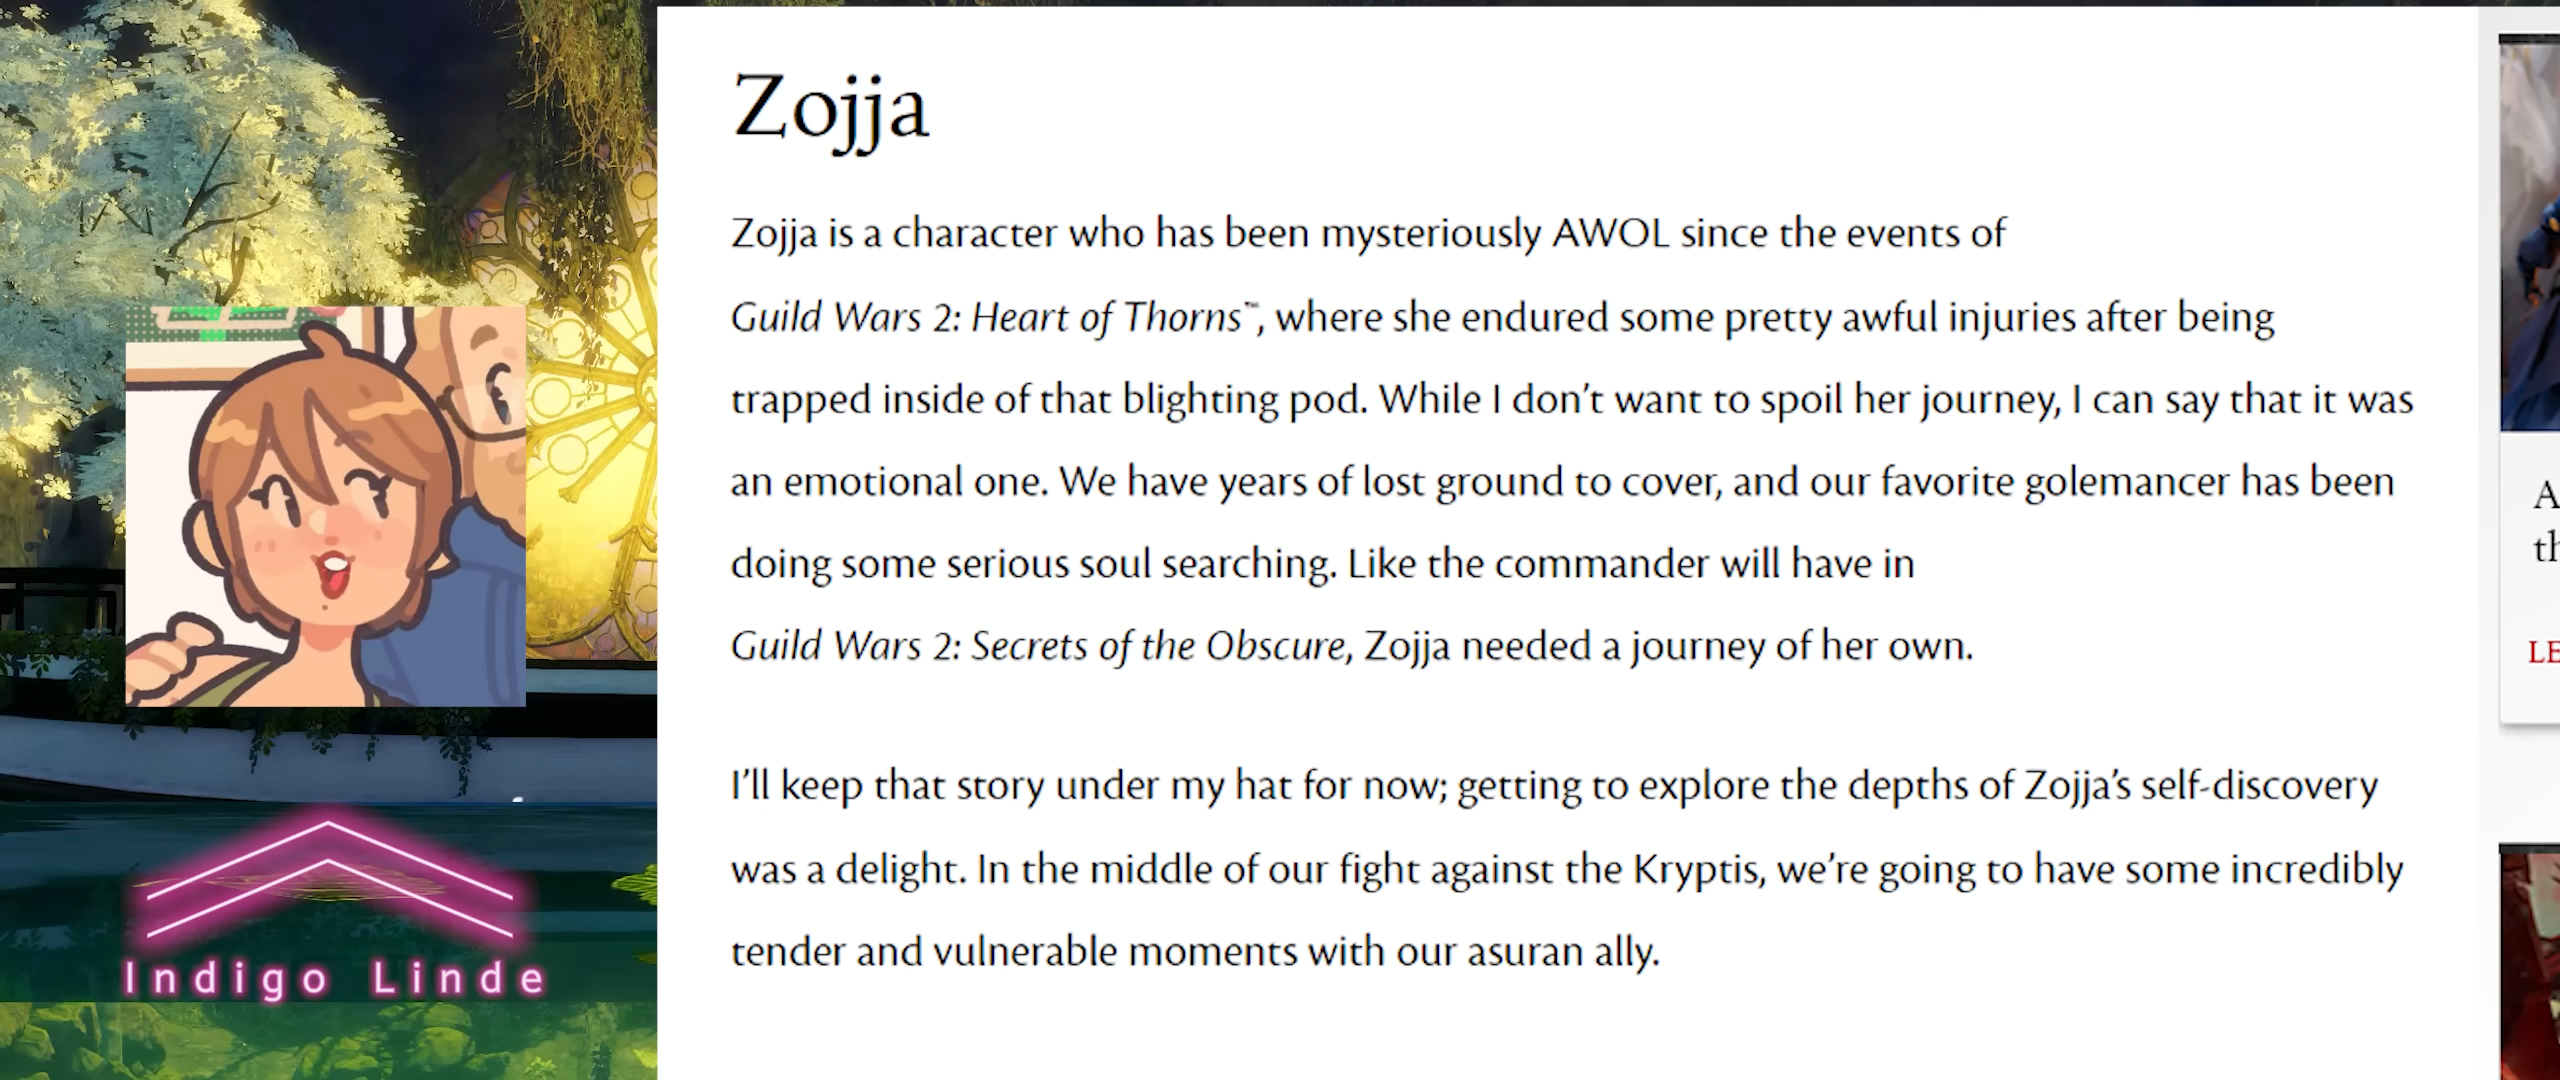 Zojja
Zojja is a character who has been mysteriously AWOL since the events of
Guild Wars 2: Heart of Thorns™, where she endured some pretty awful injuries after being
trapped inside of that blighting pod. While I don’t want to spoil her journey, I can say that it was
an emotional one. We have years of lost ground to cover, and our favorite golemancer has been
doing some serious soul searching. Like the commander will have in
Guild Wars 2: Secrets of the Obscure, Zojja needed a journey of her own.
I’ll keep that story under my hat for now; getting to explore the depths of Zojja’s self-discovery
was a delight. In the middle of our fight against the Kryptis, we’re going to have some incredibly
tender and vulnerable moments with our asuran ally.
Indigo Linde